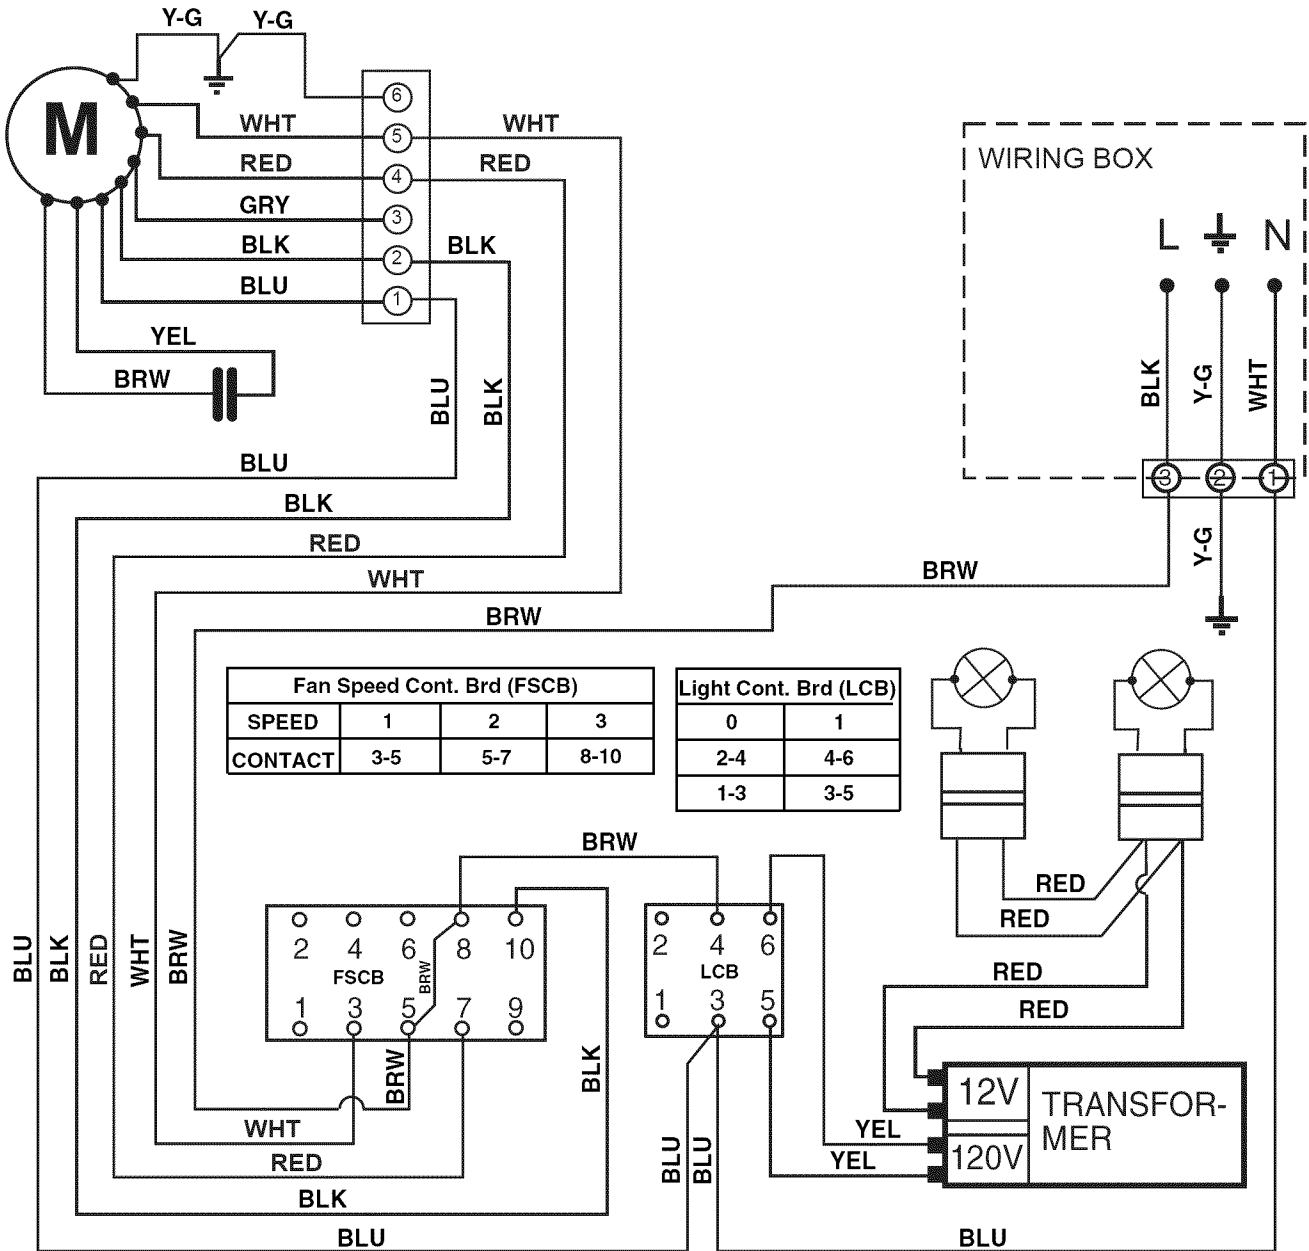 Y-G
Y-G
M
6
WHT
5
WHT
RED
4
RED
GRY
3
BLK
2
BLK
BLU
1
YEL
BRW
BLU
BLK
WIRING BOX
L
N
BLK
Y-G
WHT
3
2
1
Y-G
BLU
BLK
RED
WHT
BRW
BRW
Fan Speed Cont. Brd (FSCB)
SPEED 1 2 3
CONTACT 3-5 5-7 8-10
Light Cont. Brd (LCB)
0 1
2-4 4-6
1-3 3-5
BLU
BLK
RED
WHT
BRW
BRW
2 4 6 8 10
FSCB
BRW
1 3 5 7 9
BRW
BLK
2 4 6
LCB
1 3 5
RED
RED
RED
RED
12V
120V
TRANSFOR-
MER
YEL
YEL
BLU
BLU
WHT
RED
BLK
BLU
BLU